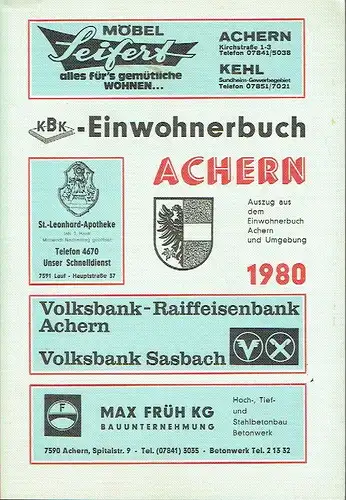 MÖBEL
Seifert
alles für's gemütliche
WOHNEN...
ACHERN
Kirchstraße 1-3
Telefon 07841/5038
KEHL
Sundheim-Gewerbegebiet
Telefon 07851/7021
KBK-Einwohnerbuch
ACHERN
St.-Leonhard-Apotheke
Mittwoch Nachmittag geöffnet
Telefon 4670
Unser Schnelldienst
7591 Lauf - Hauptstraße 37
Auszug aus
dem
Einwohnerbuch
Achern
und Umgebung
1980
Volksbank-Raiffeisenbank
Achern
Volksbank Sasbach
F
MAX FRÜH KG
BAUUNTERNEHMUNG
Hoch-, Tief-
und
Stahlbetonbau
Betonwerk
7590 Achern, Spitalstr. 9 - Tel. (07841) 3035 - Betonwerk Tel. 2 13 32